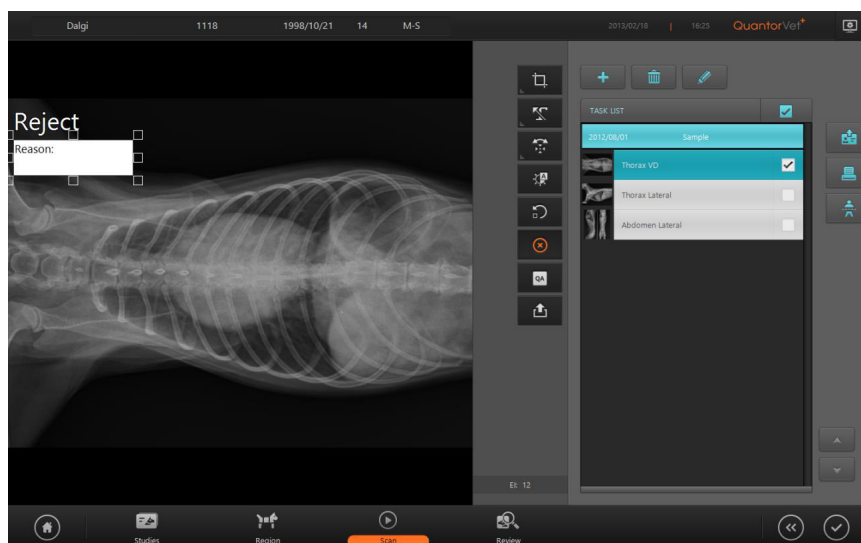 Dalgi 1118 1998/10/21 14 M-S 2013/02/18 | 16:25 QuantorVet+
Reject
Reason:
TASK LIST
2012/08/01 Sample
Thorax VD
Thorax Lateral
Abdomen Lateral
A
QA
EI: 12
Studies Region Scan Review